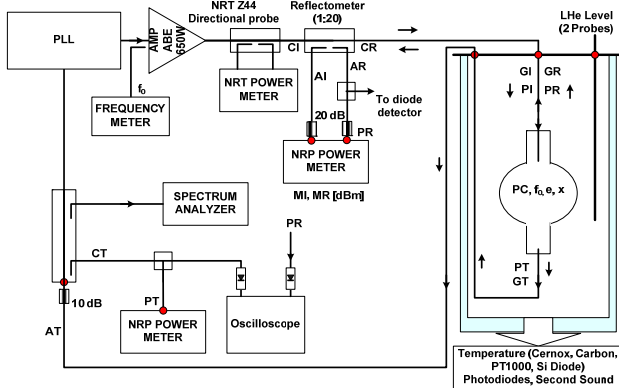 NRT Z44
Directional probe
Reflectometer
(1:20)
LHe Level
(2 Probes)
PLL
AMP
ABE
650W
CI
CR
AI
AR
GI
GR
PI
PR
f₀
NRT POWER
METER
To diode
detector
FREQUENCY
METER
20 dB
PR
NRP POWER
METER
MI, MR [dBm]
PC, f₀, e, x
SPECTRUM
ANALYZER
PR
CT
PT
GT
10 dB
PT
AT
NRP POWER
METER
Oscilloscope
Temperature (Cernox, Carbon,
PT1000, Si Diode)
Photodiodes, Second Sound